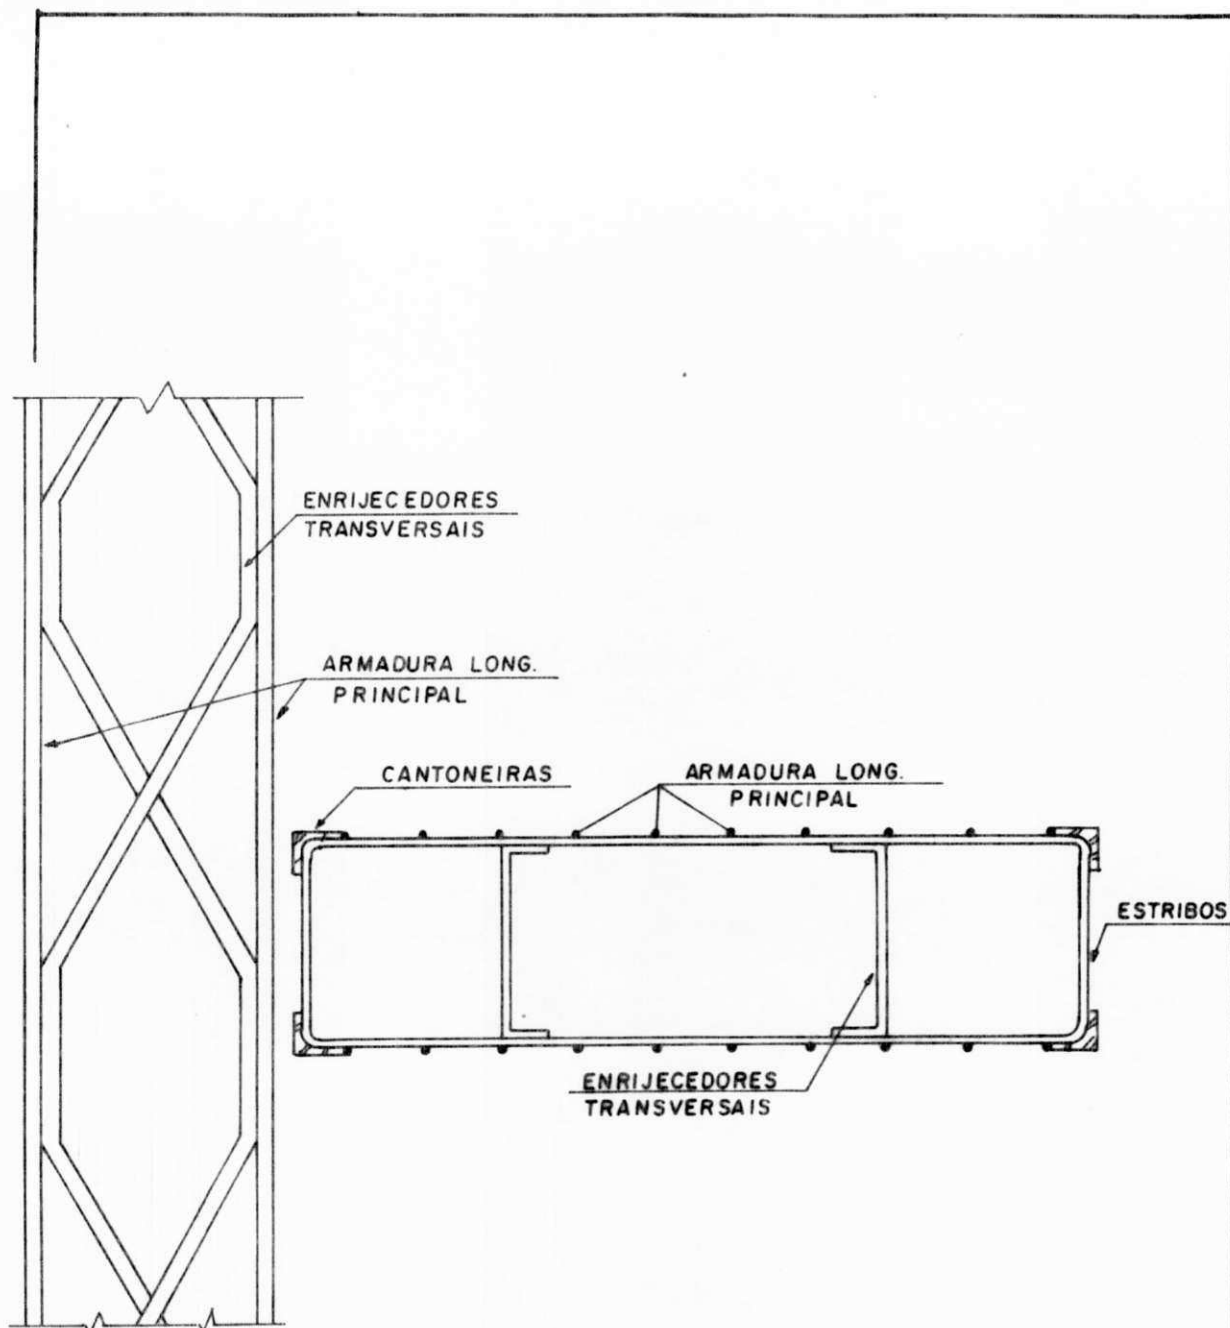 ENRIJECEDORES
TRANSVERSAIS
ARMADURA LONG.
PRINCIPAL
CANTONEIRAS
ARMADURA LONG.
PRINCIPAL
ESTRIBOS
ENRIJECEDORES
TRANSVERSAIS